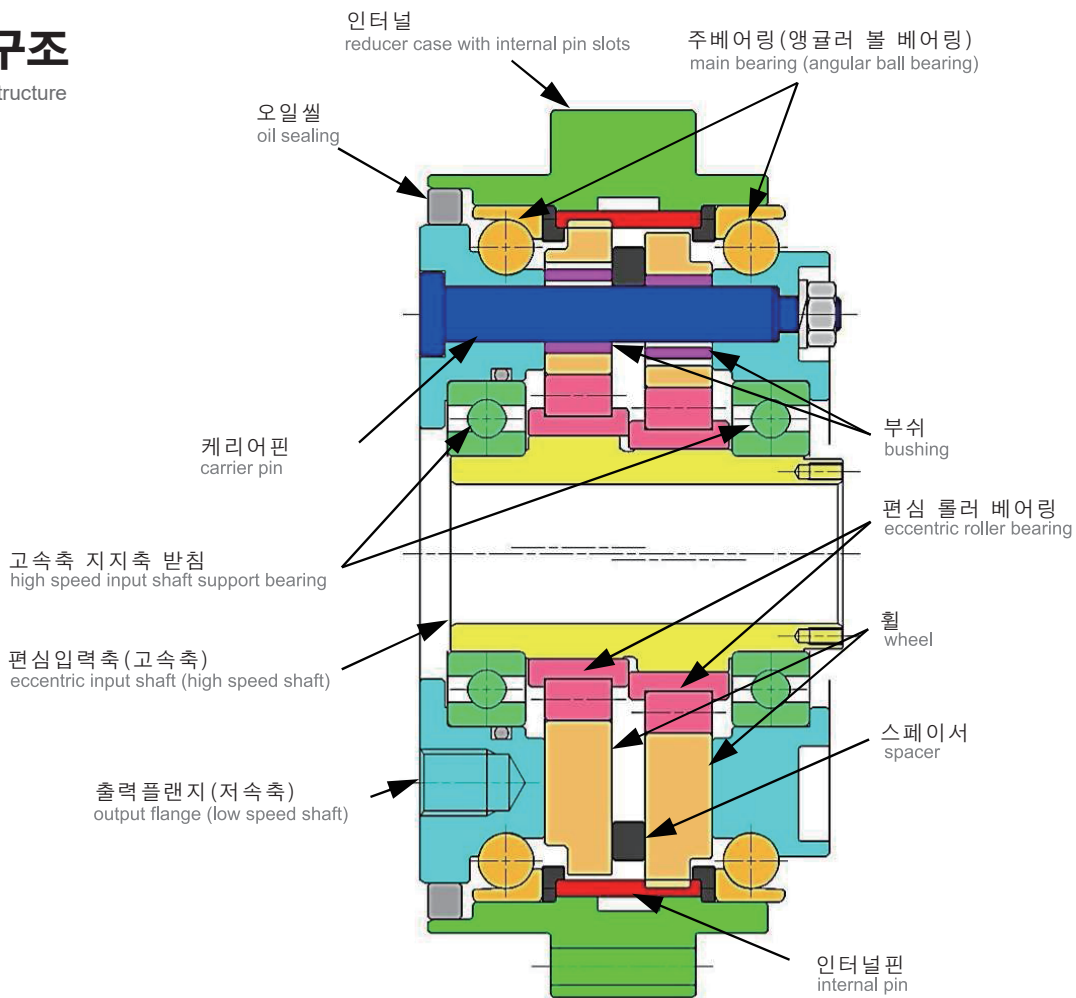 구조
tructure
인터널
reducer case with internal pin slots
주베어링(앵귤러 볼 베어링)
main bearing (angular ball bearing)
오일씰
oil sealing
케리어핀
carrier pin
부쉬
bushing
편심 롤러 베어링
eccentric roller bearing
고속축 지지축 받침
high speed input shaft support bearing
휠
wheel
편심입력축(고속축)
eccentric input shaft (high speed shaft)
스페이서
spacer
출력플랜지(저속축)
output flange (low speed shaft)
인터널핀
internal pin